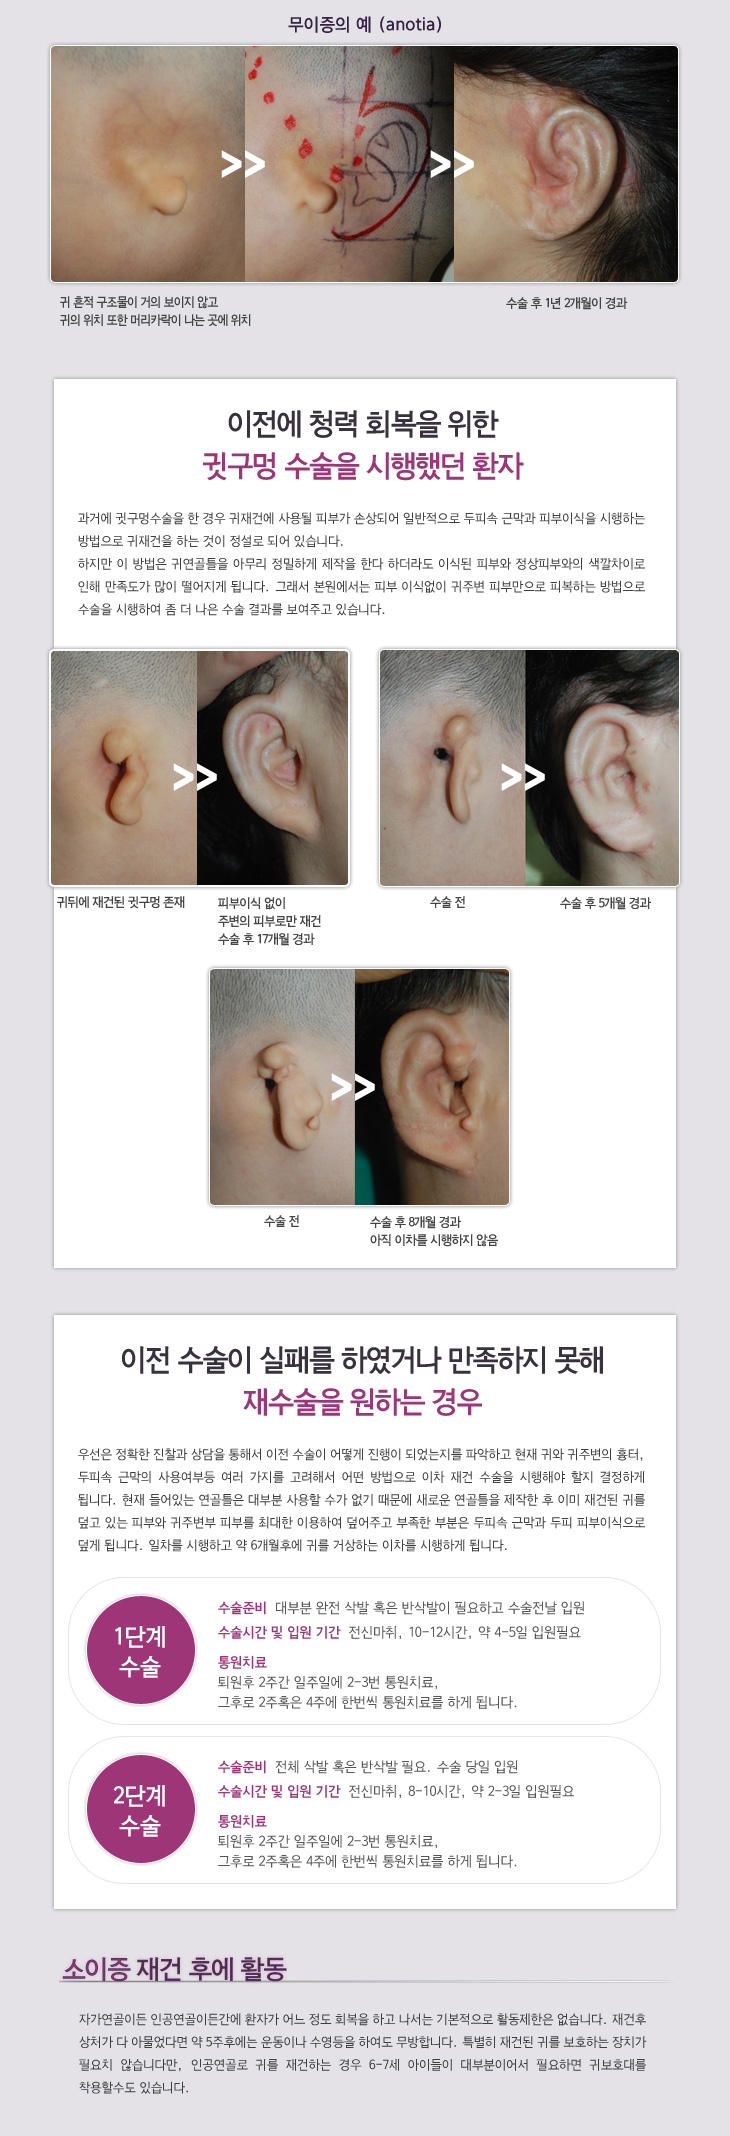 무이증의 예 (anotia)
>> >>
귀 흔적 구조물이 거의 보이지 않고
귀의 위치 또한 머리카락이 나는 곳에 위치
수술 후 1년 2개월이 경과
이전에 청력 회복을 위한
귓구멍 수술을 시행했던 환자
과거에 귓구멍수술을 한 경우 귀재건에 사용될 피부가 손상되어 일반적으로 두피속 근막과 피부이식을 시행하는
방법으로 귀재건을 하는 것이 정설로 되어 있습니다.
하지만 이 방법은 귀연골틀을 아무리 정밀하게 제작을 한다 하더라도 이식된 피부와 정상피부와의 색깔차이로
인해 만족도가 많이 떨어지게 됩니다. 그래서 본원에서는 피부 이식없이 귀주변 피부만으로 피복하는 방법으로
수술을 시행하여 좀 더 나은 수술 결과를 보여주고 있습니다.
>> >>
귀뒤에 재건된 귓구멍 존재
피부이식 없이
주변의 피부로만 재건
수술 후 17개월 경과
수술 전
수술 후 5개월 경과
>>
수술 전
수술 후 8개월 경과
아직 이차를 시행하지 않음
이전 수술이 실패를 하였거나 만족하지 못해
재수술을 원하는 경우
우선은 정확한 진찰과 상담을 통해서 이전 수술이 어떻게 진행이 되었는지를 파악하고 현재 귀와 귀주변의 흉터,
두피속 근막의 사용여부등 여러 가지를 고려해서 어떤 방법으로 이차 재건 수술을 시행해야 할지 결정하게
됩니다. 현재 들어있는 연골틀은 대부분 사용할 수가 없기 때문에 새로운 연골틀을 제작한 후 이미 재건된 귀를
덮고 있는 피부와 귀주변부 피부를 최대한 이용하여 덮어주고 부족한 부분은 두피속 근막과 두피 피부이식으로
덮게 됩니다. 일차를 시행하고 약 6개월후에 귀를 거상하는 이차를 시행하게 됩니다.
1단계
수술
수술준비 대부분 완전 삭발 혹은 반삭발이 필요하고 수술전날 입원
수술시간 및 입원 기간 전신마취, 10-12시간, 약 4-5일 입원필요
통원치료
퇴원후 2주간 일주일에 2-3번 통원치료,
그후로 2주혹은 4주에 한번씩 통원치료를 하게 됩니다.
2단계
수술
수술준비 전체 삭발 혹은 반삭발 필요. 수술 당일 입원
수술시간 및 입원 기간 전신마취, 8-10시간, 약 2-3일 입원필요
통원치료
퇴원후 2주간 일주일에 2-3번 통원치료,
그후로 2주혹은 4주에 한번씩 통원치료를 하게 됩니다.
소이증 재건 후에 활동
자가연골이든 인공연골이든간에 환자가 어느 정도 회복을 하고 나서는 기본적으로 활동제한은 없습니다. 재건후
상처가 다 아물었다면 약 5주후에는 운동이나 수영등을 하여도 무방합니다. 특별히 재건된 귀를 보호하는 장치가
필요치 않습니다만, 인공연골로 귀를 재건하는 경우 6-7세 아이들이 대부분이어서 필요하면 귀보호대를
착용할수도 있습니다.